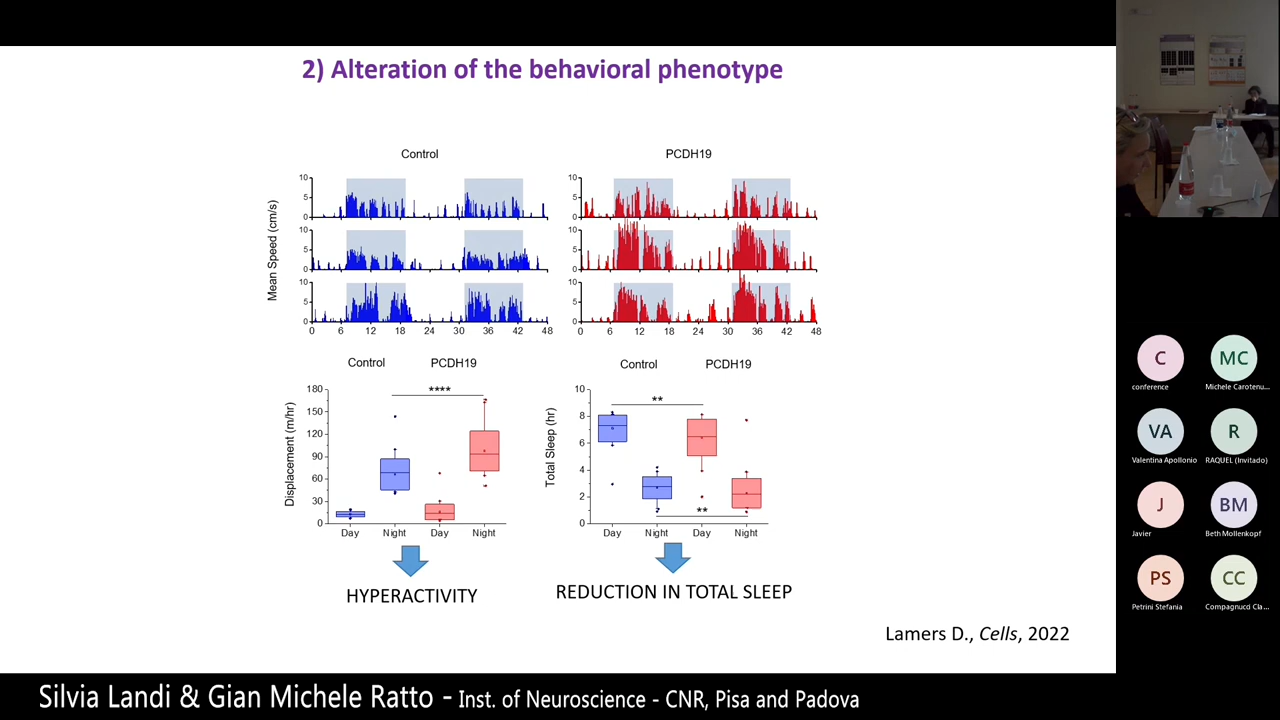 2) Alteration of the behavioral phenotype
Control
PCDH19
Mean Speed (cm/s)
10
5
0
10
5
0
10
5
0
0 6 12 18 24 30 36 42 48
10
5
0
10
5
0
10
5
0
0 6 12 18 24 30 36 42 48
Control PCDH19
Displacement (m/hr)
180
150
120
90
60
30
0
****
Day Night Day Night
Control PCDH19
Total Sleep (hr)
10
8
6
4
2
0
**
**
Day Night Day Night
HYPERACTIVITY
REDUCTION IN TOTAL SLEEP
Lamers D., Cells, 2022
Silvia Landi & Gian Michele Ratto - Inst. of Neuroscience - CNR, Pisa and Padova
C
conference
MC
Michele Carotenu...
VA
Valentina Apollonio
R
RAQUEL (Invitado)
J
Javier
BM
Beth Mollenkopf
PS
Petrini Stefania
CC
Compagnucci Cla...